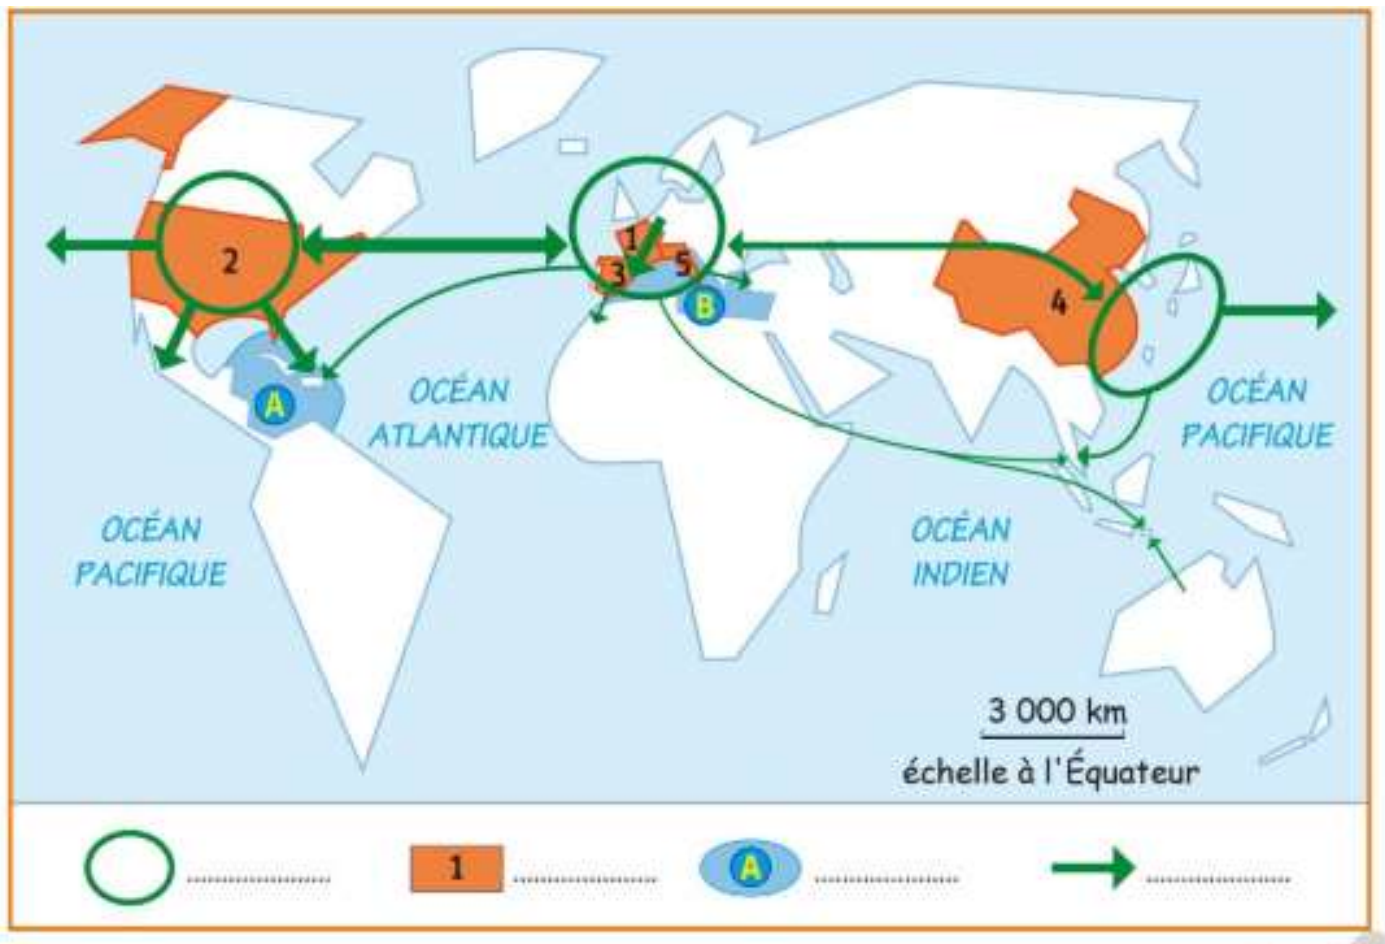 2
1
3
5
4
B
A
OCÉAN
ATLANTIQUE
OCÉAN
PACIFIQUE
OCÉAN
PACIFIQUE
OCÉAN
INDIEN
3 000 km
échelle à l'Équateur
..................
1 ..................
A ..................
..................